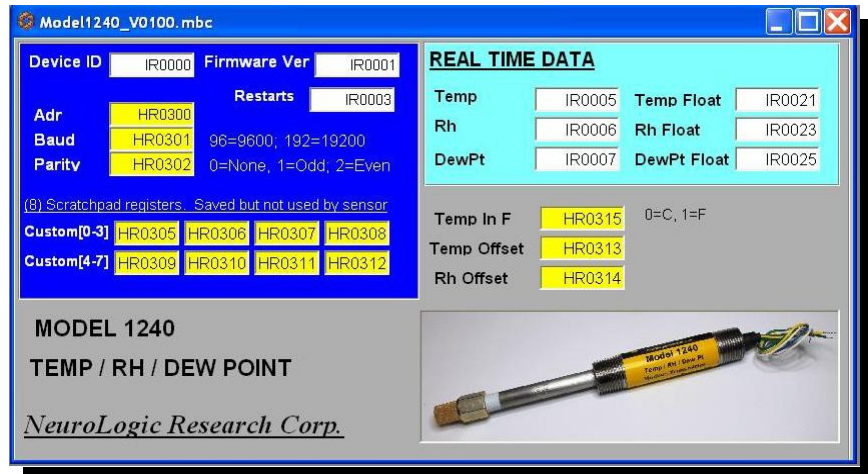 Model1240_V0100.mbc
Device ID IR0000 Firmware Ver IR0001
Restarts IR0003
Adr HR0300
Baud HR0301 96=9600; 192=19200
Parity HR0302 0=None, 1=Odd; 2=Even
(8) Scratchpad registers. Saved but not used by sensor
Custom[0-3] HR0305 HR0306 HR0307 HR0308
Custom[4-7] HR0309 HR0310 HR0311 HR0312
REAL TIME DATA
Temp IR0005 Temp Float IR0021
Rh IR0006 Rh Float IR0023
DewPt IR0007 DewPt Float IR0025
Temp In F HR0315 0=C, 1=F
Temp Offset HR0313
Rh Offset HR0314
MODEL 1240
TEMP / RH / DEW POINT
NeuroLogic Research Corp.
Model 1240
Temp / RH / Dew Pt